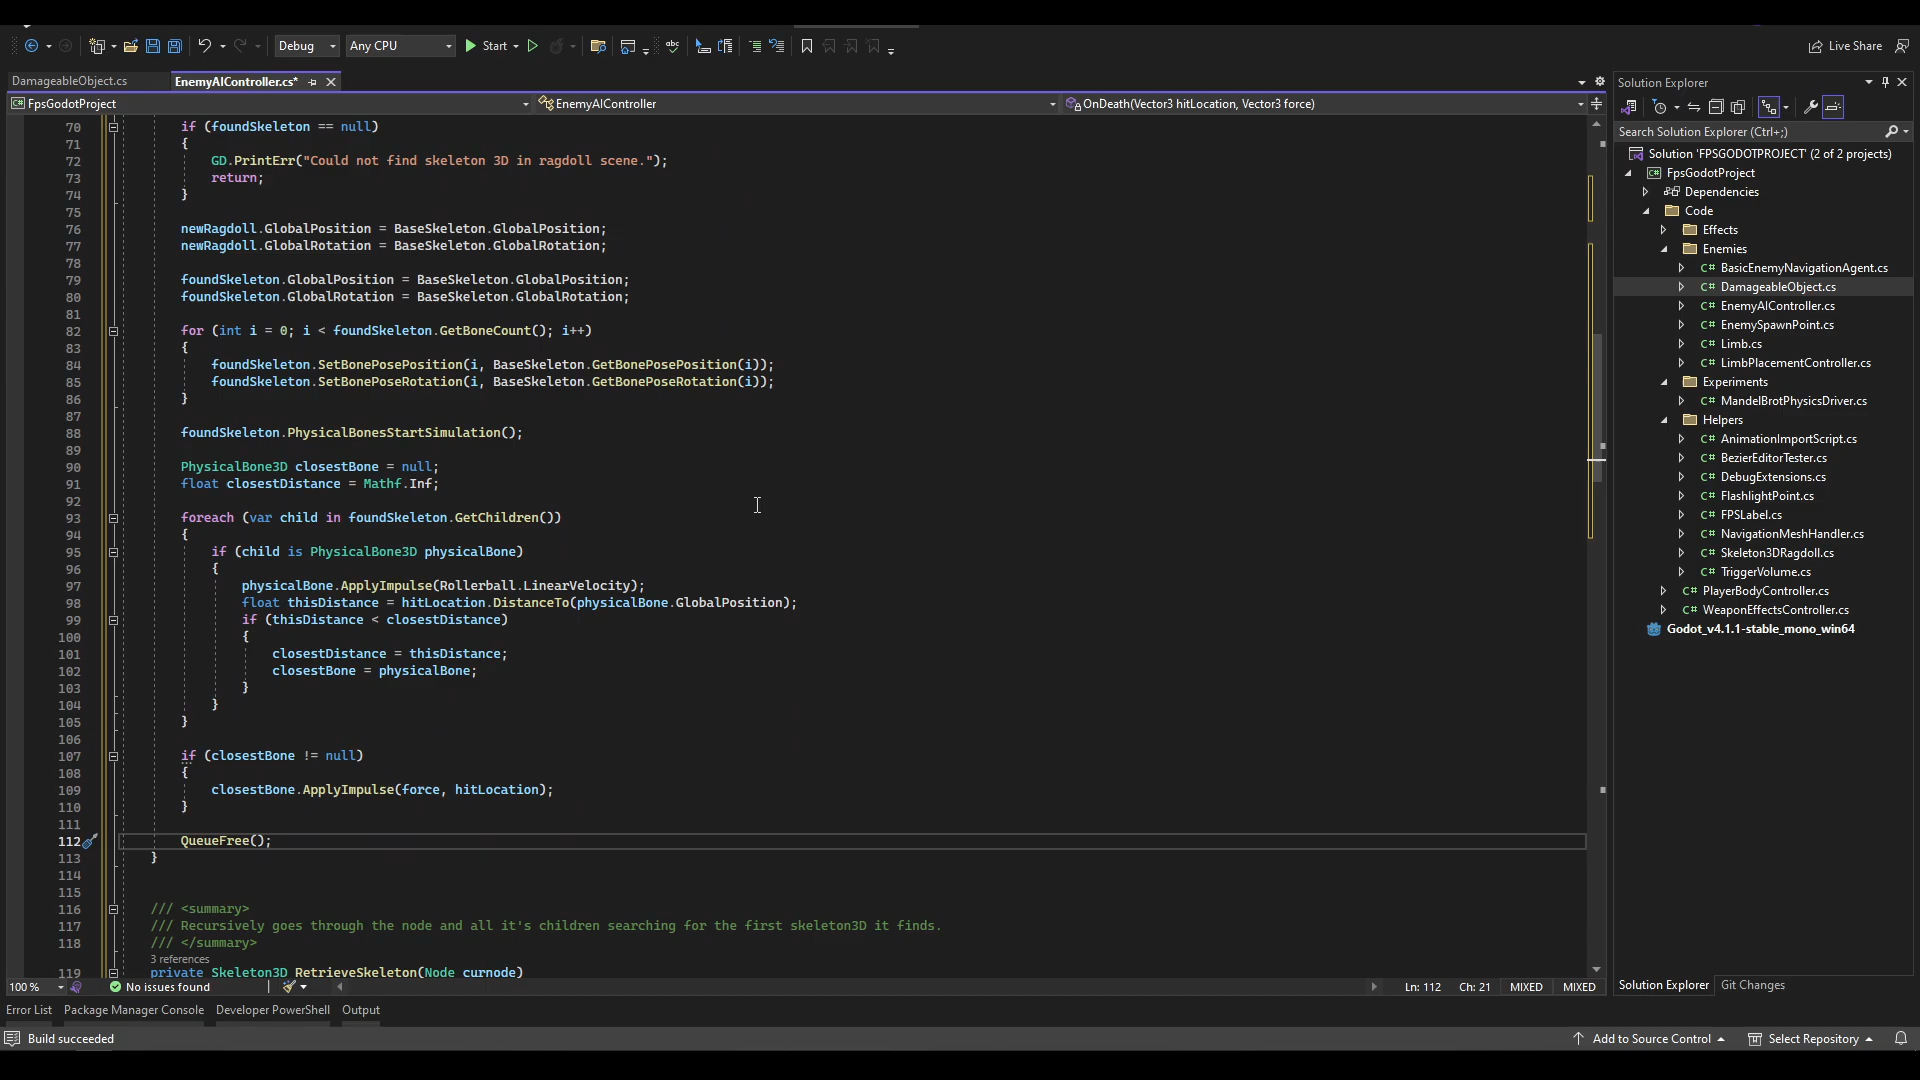 Debug
Any CPU
Start
Live Share
DamageableObject.cs
EnemyAIController.cs*
FpsGodotProject
EnemyAIController
OnDeath(Vector3 hitLocation, Vector3 force)
70 if (foundSkeleton == null)
71 {
72 GD.PrintErr("Could not find skeleton 3D in ragdoll scene.");
73 return;
74 }
75
76 newRagdoll.GlobalPosition = BaseSkeleton.GlobalPosition;
77 newRagdoll.GlobalRotation = BaseSkeleton.GlobalRotation;
78
79 foundSkeleton.GlobalPosition = BaseSkeleton.GlobalPosition;
80 foundSkeleton.GlobalRotation = BaseSkeleton.GlobalRotation;
81
82 for (int i = 0; i < foundSkeleton.GetBoneCount(); i++)
83 {
84 foundSkeleton.SetBonePosePosition(i, BaseSkeleton.GetBonePosePosition(i));
85 foundSkeleton.SetBonePoseRotation(i, BaseSkeleton.GetBonePoseRotation(i));
86 }
87
88 foundSkeleton.PhysicalBonesStartSimulation();
89
90 PhysicalBone3D closestBone = null;
91 float closestDistance = Mathf.Inf;
92
93 foreach (var child in foundSkeleton.GetChildren())
94 {
95 if (child is PhysicalBone3D physicalBone)
96 {
97 physicalBone.ApplyImpulse(Rollerball.LinearVelocity);
98 float thisDistance = hitLocation.DistanceTo(physicalBone.GlobalPosition);
99 if (thisDistance < closestDistance)
100 {
101 closestDistance = thisDistance;
102 closestBone = physicalBone;
103 }
104 }
105 }
106
107 if (closestBone != null)
108 {
109 closestBone.ApplyImpulse(force, hitLocation);
110 }
111
112 QueueFree();
113 }
114
115
116 /// <summary>
117 /// Recursively goes through the node and all it's children searching for the first skeleton3D it finds.
118 /// </summary>
3 references
119 private Skeleton3D RetrieveSkeleton(Node curnode)
100 %
No issues found
Ln: 112
Ch: 21
MIXED
MIXED
Solution Explorer
Search Solution Explorer (Ctrl+;)
Solution 'FPSGODOTPROJECT' (2 of 2 projects)
FpsGodotProject
Dependencies
Code
Effects
Enemies
C# BasicEnemyNavigationAgent.cs
C# DamageableObject.cs
C# EnemyAIController.cs
C# EnemySpawnPoint.cs
C# Limb.cs
C# LimbPlacementController.cs
Experiments
C# MandelBrotPhysicsDriver.cs
Helpers
C# AnimationImportScript.cs
C# BezierEditorTester.cs
C# DebugExtensions.cs
C# FlashlightPoint.cs
C# FPSLabel.cs
C# NavigationMeshHandler.cs
C# Skeleton3DRagdoll.cs
C# TriggerVolume.cs
C# PlayerBodyController.cs
C# WeaponEffectsController.cs
Godot_v4.1.1-stable_mono_win64
Solution Explorer
Git Changes
Error List
Package Manager Console
Developer PowerShell
Output
Build succeeded
Add to Source Control
Select Repository